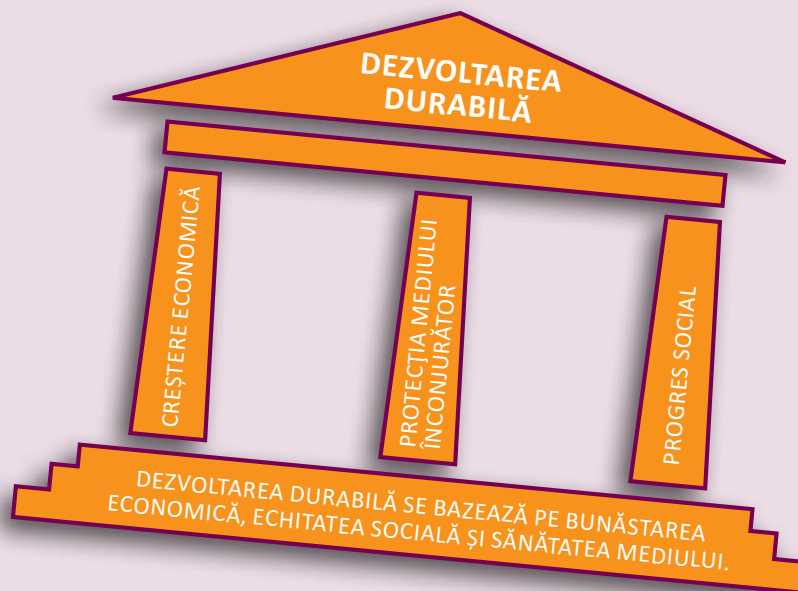 DEZVOLTAREA
DURABILĂ
CREȘTERE ECONOMICĂ
PROTECŢIA MEDIULUI
ÎNCONJURĂTOR
PROGRES SOCIAL
DEZVOLTAREA DURABILĂ SE BAZEAZĂ PE BUNĂSTAREA
ECONOMICĂ, ECHITATEA SOCIALĂ ȘI SĂNĂTATEA MEDIULUI.